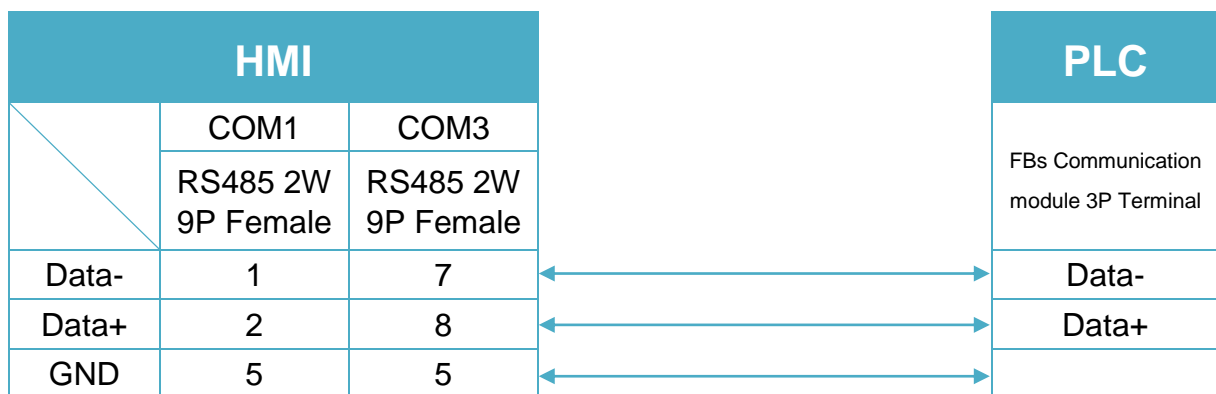 HMI PLC
COM1 COM3
RS485 2W RS485 2W
9P Female 9P Female
FBs Communication
module 3P Terminal
Data- 1 7 Data-
Data+ 2 8 Data+
GND 5 5